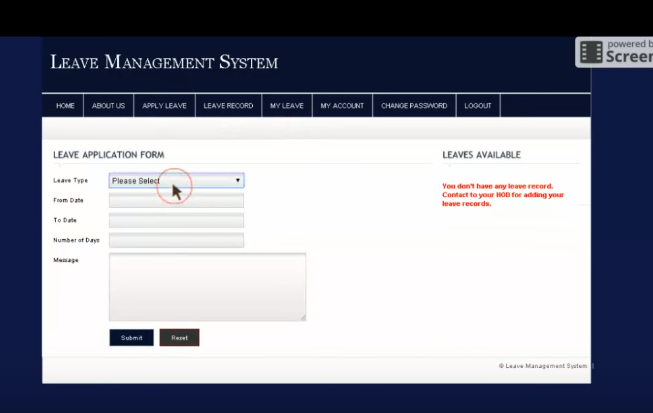 powered by
Screen
LEAVE MANAGEMENT SYSTEM
HOME ABOUT US APPLY LEAVE LEAVE RECORD MY LEAVE MY ACCOUNT CHANGE PASSWORD LOGOUT
LEAVE APPLICATION FORM
Leave Type Please Select
From Date
To Date
Number of Days
Message
Submit Reset
LEAVES AVAILABLE
You don't have any leave record.
Contact to your HOD for adding your
leave records.
© Leave Management System